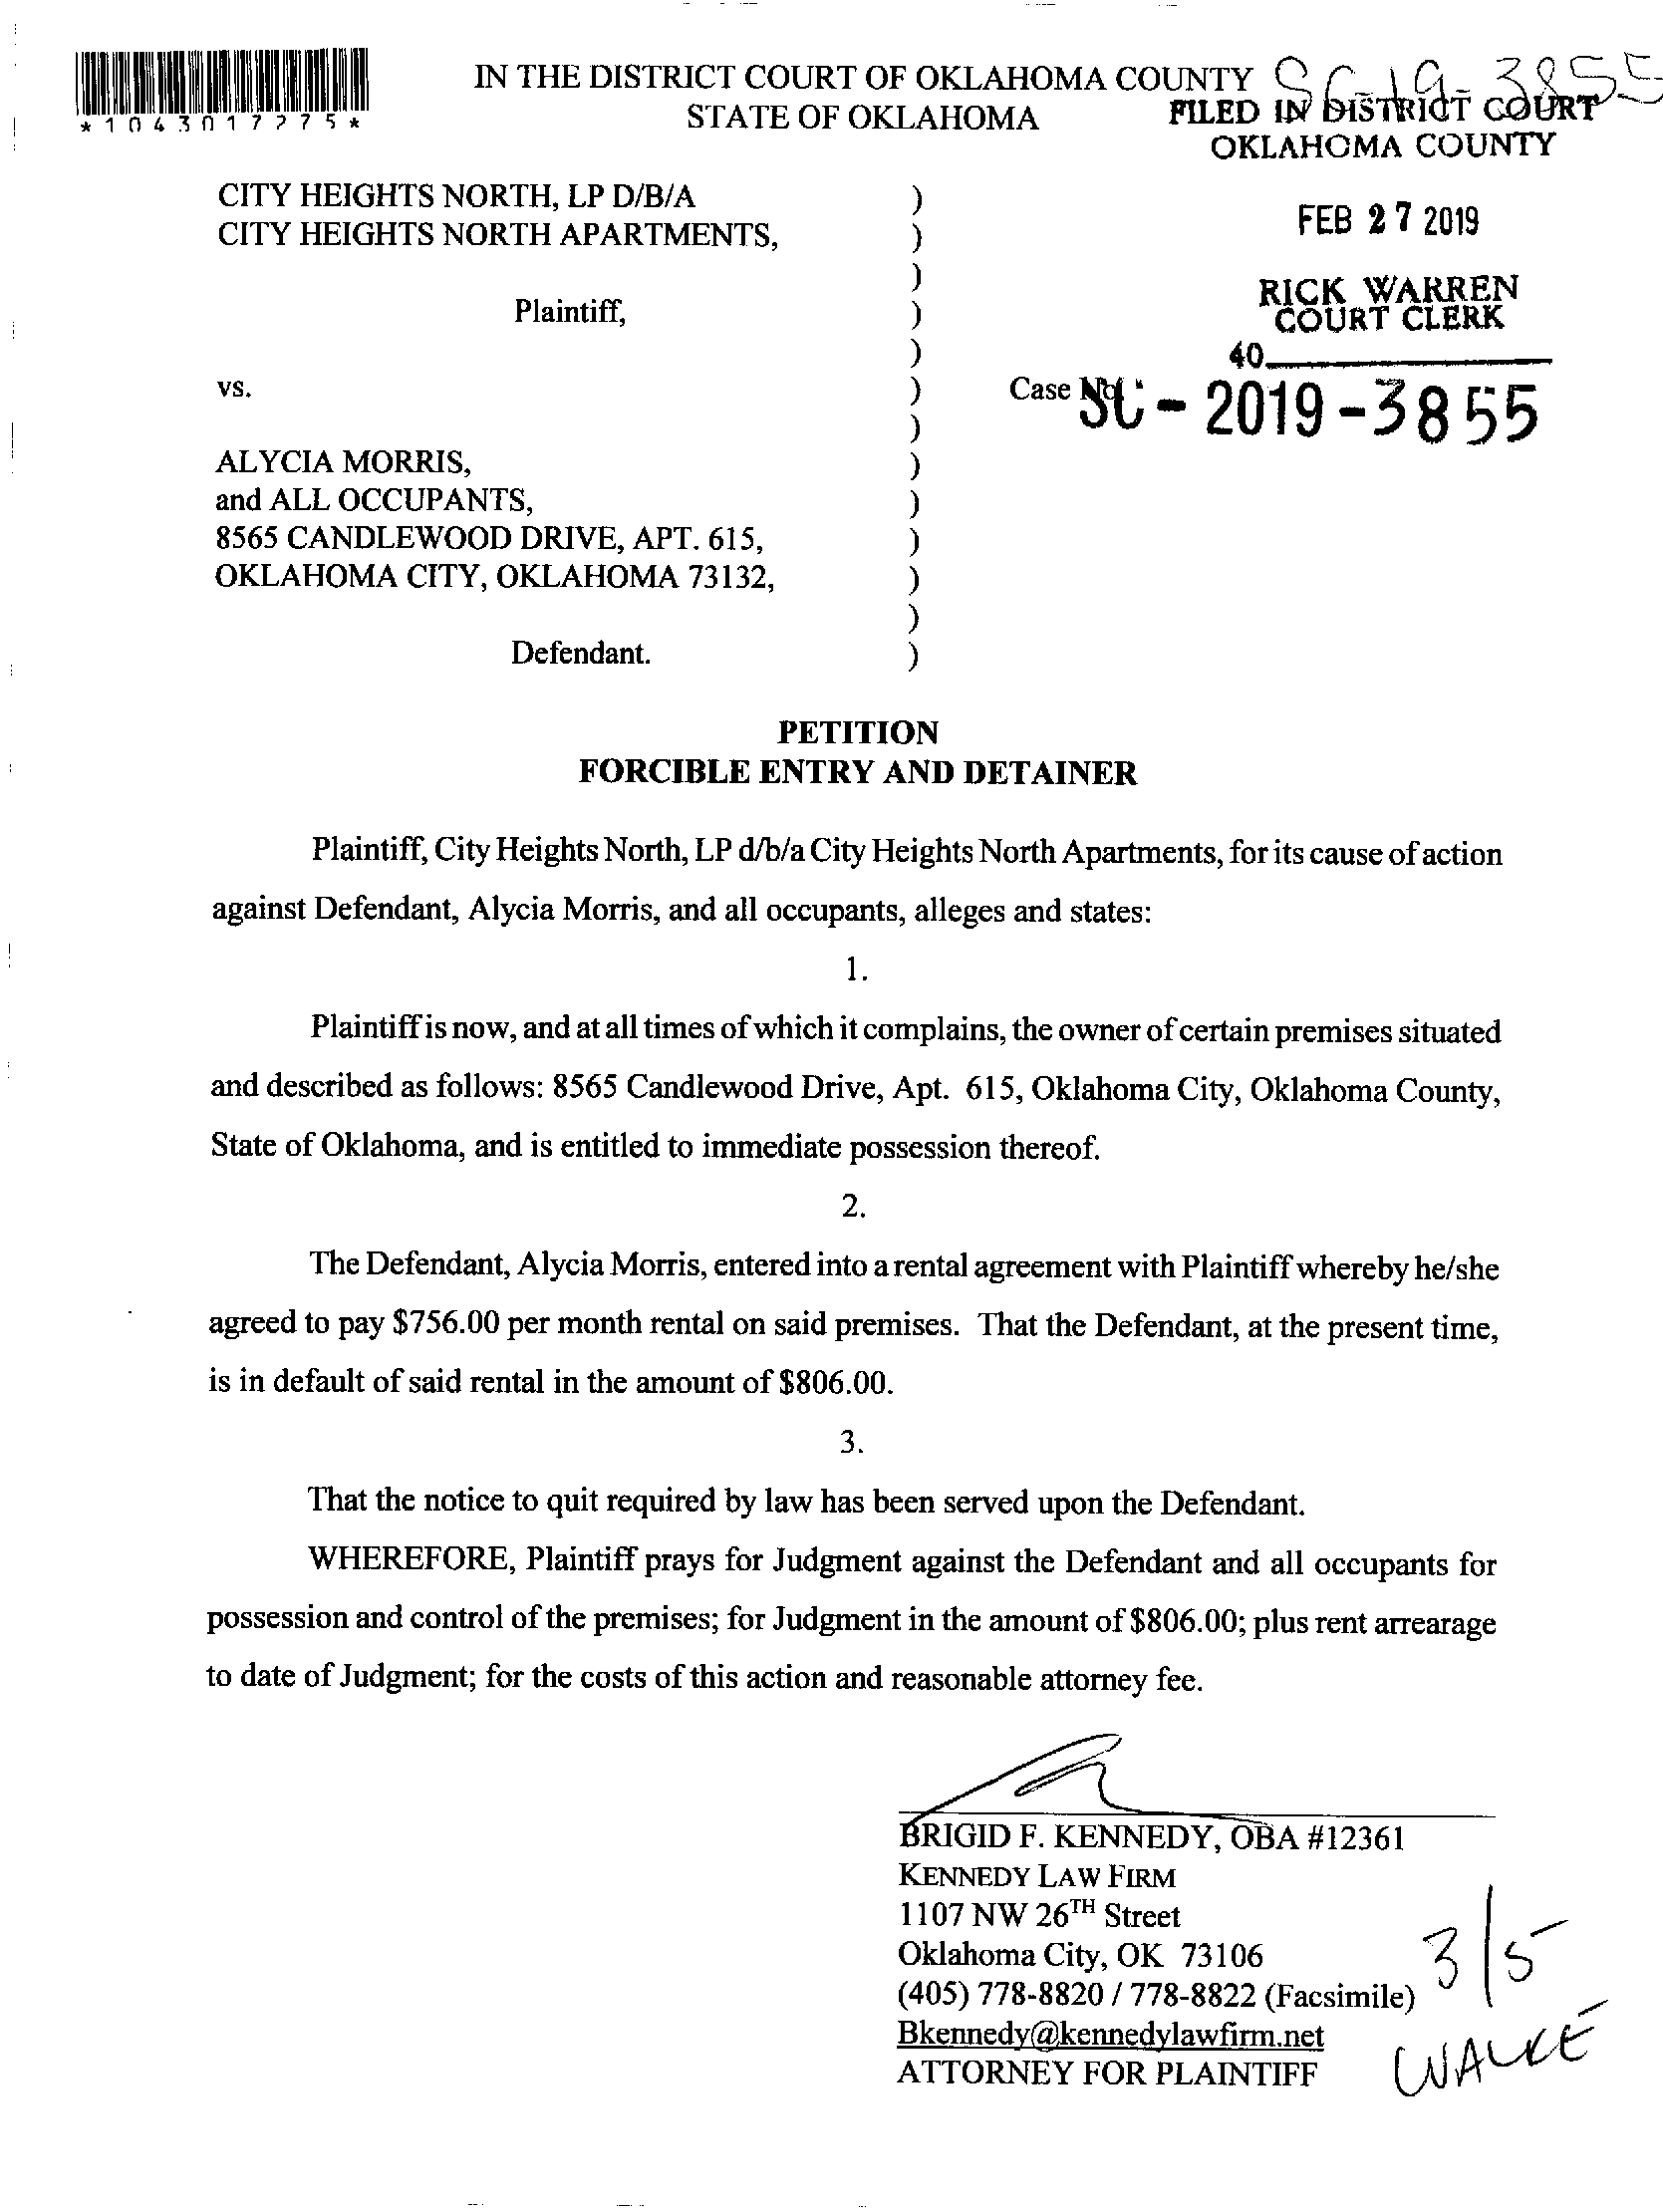 IN THE DISTRICT COURT OF OKLAHOMA COUNTY
STATE OF OKLAHOMA
SC-19-3855
FILED IN DISTRICT COURT
OKLAHOMA COUNTY
*1043017275*
CITY HEIGHTS NORTH, LP D/B/A )
CITY HEIGHTS NORTH APARTMENTS, )
)
FEB 27 2019
Plaintiff, )
)
RICK WARREN
COURT CLERK
40
vs. )
)
Case No. SC-2019-3855
ALYCIA MORRIS, )
and ALL OCCUPANTS, )
8565 CANDLEWOOD DRIVE, APT. 615, )
OKLAHOMA CITY, OKLAHOMA 73132, )
)
Defendant. )
PETITION
FORCIBLE ENTRY AND DETAINER
Plaintiff, City Heights North, LP d/b/a City Heights North Apartments, for its cause of action
against Defendant, Alycia Morris, and all occupants, alleges and states:
1.
Plaintiff is now, and at all times of which it complains, the owner of certain premises situated
and described as follows: 8565 Candlewood Drive, Apt. 615, Oklahoma City, Oklahoma County,
State of Oklahoma, and is entitled to immediate possession thereof.
2.
The Defendant, Alycia Morris, entered into a rental agreement with Plaintiff whereby he/she
agreed to pay $756.00 per month rental on said premises. That the Defendant, at the present time,
is in default of said rental in the amount of $806.00.
3.
That the notice to quit required by law has been served upon the Defendant.
WHEREFORE, Plaintiff prays for Judgment against the Defendant and all occupants for
possession and control of the premises; for Judgment in the amount of $806.00; plus rent arrearage
to date of Judgment; for the costs of this action and reasonable attorney fee.
BRIGID F. KENNEDY, OBA #12361
KENNEDY LAW FIRM
1107 NW 26TH Street
Oklahoma City, OK 73106
(405) 778-8820 / 778-8822 (Facsimile)
Bkennedy@kennedylawfirm.net
ATTORNEY FOR PLAINTIFF
3/5
WALKE